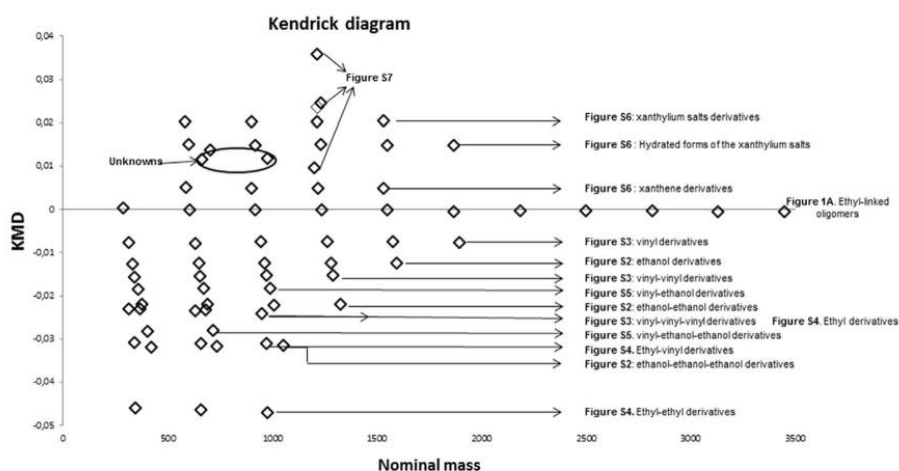 Kendrick diagram
0,04
0,03
0,02
0,01
0
-0,01
-0,02
-0,03
-0,04
-0,05
KMD
Figure S7
Unknowns
Figure S6: xanthylium salts derivatives
Figure S6 : Hydrated forms of the xanthylium salts
Figure S6 : xanthene derivatives
Figure 1A. Ethyl-linked
oligomers
Figure S3: vinyl derivatives
Figure S2: ethanol derivatives
Figure S3: vinyl-vinyl derivatives
Figure S5: vinyl-ethanol derivatives
Figure S2: ethanol-ethanol derivatives
Figure S3: vinyl-vinyl-vinyl derivatives Figure S4. Ethyl derivatives
Figure S5. vinyl-ethanol-ethanol derivatives
Figure S4. Ethyl-vinyl derivatives
Figure S2: ethanol-ethanol-ethanol derivatives
Figure S4. Ethyl-ethyl derivatives
0 500 1000 1500 2000 2500 3000 3500
Nominal mass